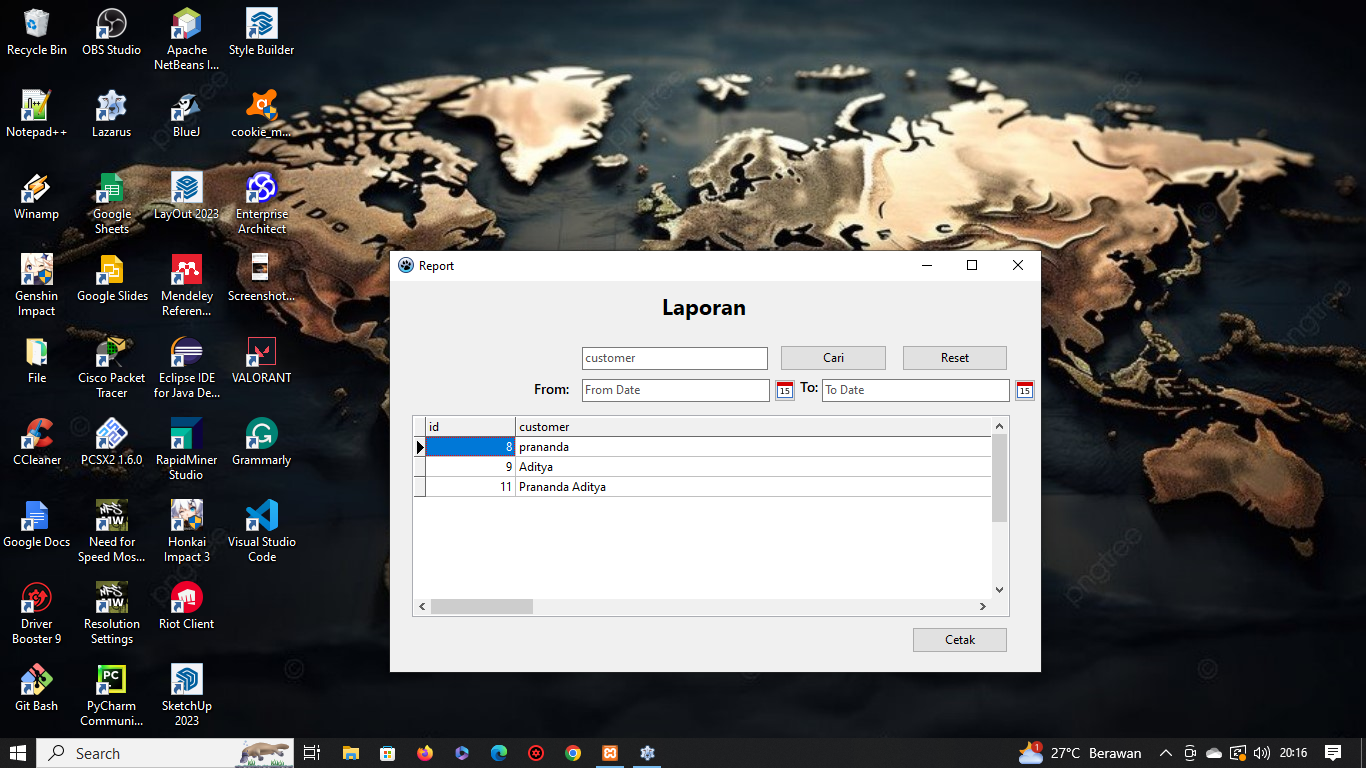 Recycle Bin
OBS Studio
Apache
NetBeans I...
Style Builder
Notepad++
Lazarus
BlueJ
cookie_m...
Winamp
Google
Sheets
LayOut 2023
Enterprise
Architect
Genshin
Impact
Google Slides
Mendeley
Referen...
Screenshot...
File
Cisco Packet
Tracer
Eclipse IDE
for Java De...
VALORANT
CCleaner
PCSX2 1.6.0
RapidMiner
Studio
Grammarly
Google Docs
Need for
Speed Mos...
Honkai
Impact 3
Visual Studio
Code
Driver
Booster 9
Resolution
Settings
Riot Client
Git Bash
PyCharm
Communi...
SketchUp
2023
pngtree
Report
Laporan
customer
Cari
Reset
From:
From Date
15
To:
To Date
15
id
customer
8
prananda
9
Aditya
11
Prananda Aditya
Cetak
Search
1
27°C Berawan
20:16